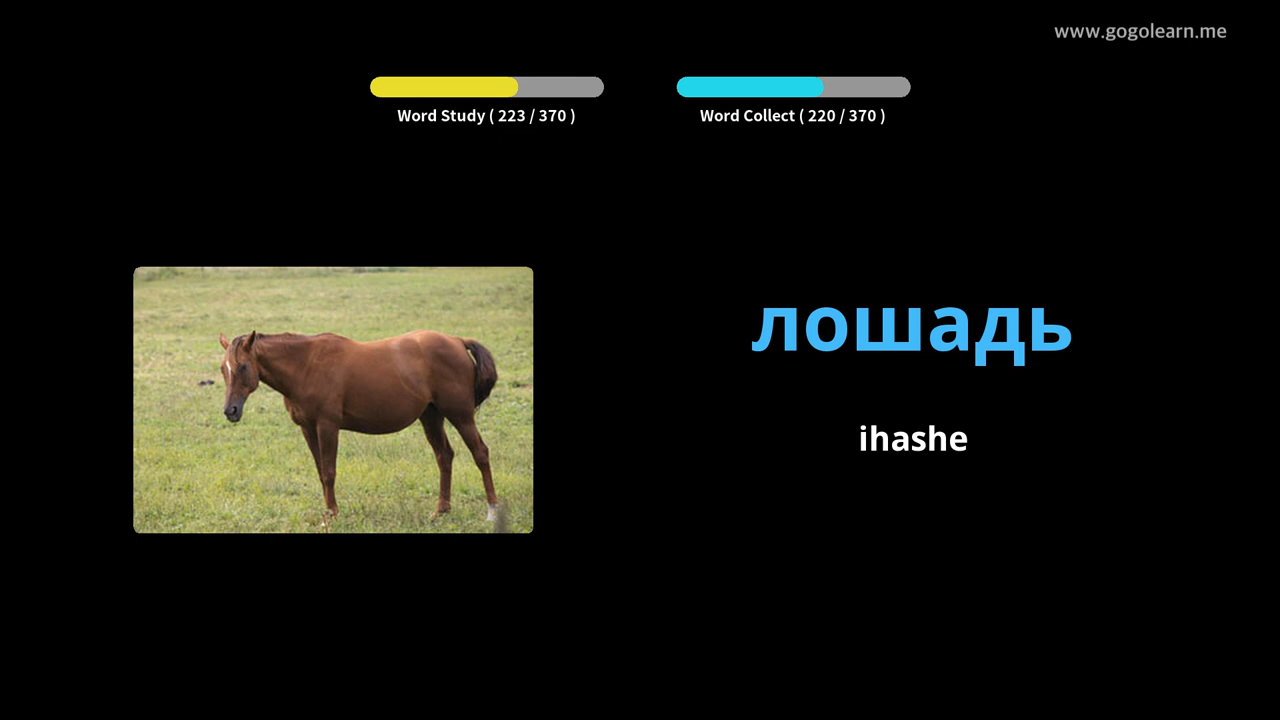 www.gogolearn.me
Word Study ( 223 / 370 )
Word Collect ( 220 / 370 )
лошадь
ihashe